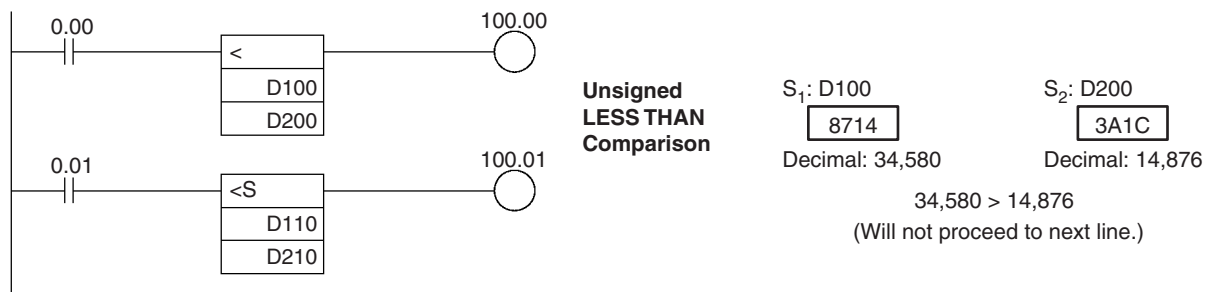 0.00
100.00
<
D100
D200
0.01
100.01
<S
D110
D210
Unsigned
LESS THAN
Comparison
S1: D100
S2: D200
8714
3A1C
Decimal: 34,580
Decimal: 14,876
34,580 > 14,876
(Will not proceed to next line.)